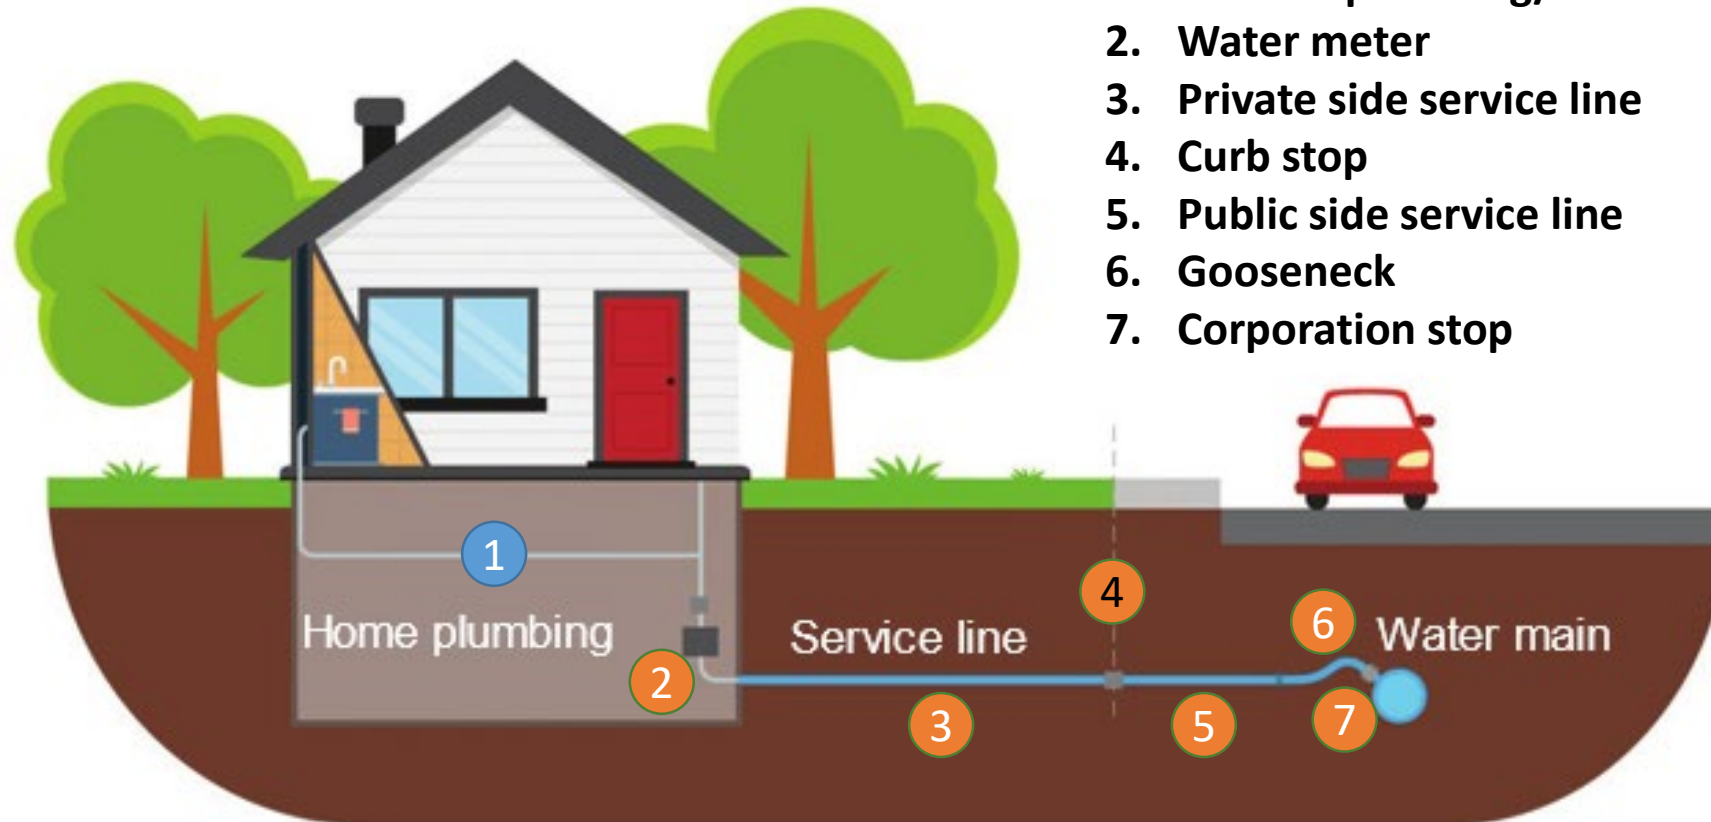 2. Water meter
3. Private side service line
4. Curb stop
5. Public side service line
6. Gooseneck
7. Corporation stop
1
4
6
Home plumbing
Service line
Water main
2
3
5
7